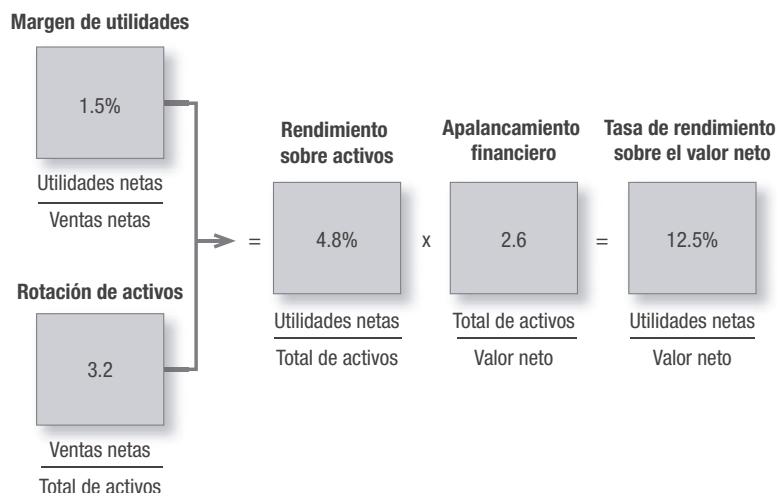 Margen de utilidades
1.5%
Utilidades netas
Ventas netas
Rotación de activos
3.2
Ventas netas
Total de activos
=
Rendimiento
sobre activos
4.8%
Utilidades netas
Total de activos
x
Apalancamiento
financiero
2.6
Total de activos
Valor neto
=
Tasa de rendimiento
sobre el valor neto
12.5%
Utilidades netas
Valor neto